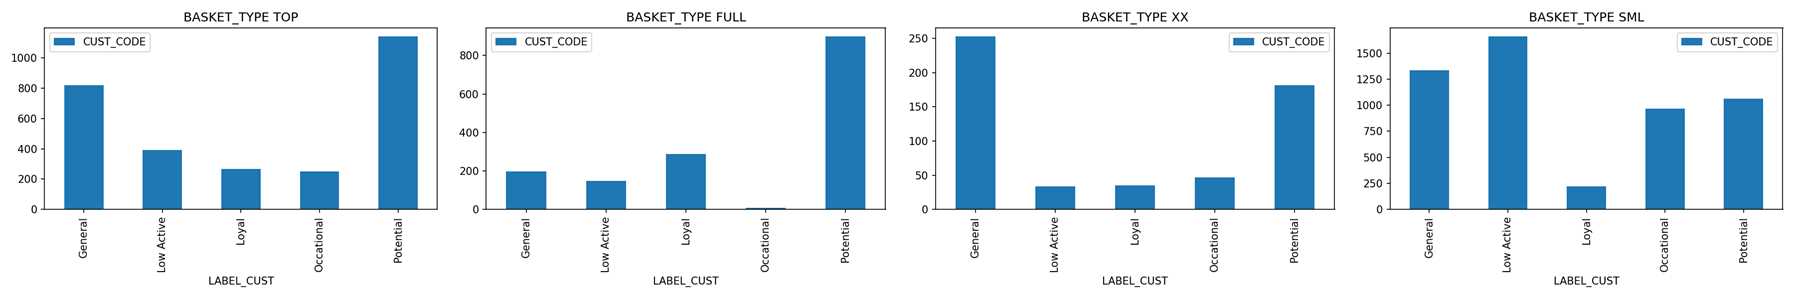 BASKET_TYPE TOP
CUST_CODE
1000
800
600
400
200
0
General
Low Active
Loyal
Occational
Potential
LABEL_CUST
BASKET_TYPE FULL
CUST_CODE
800
600
400
200
0
General
Low Active
Loyal
Occational
Potential
LABEL_CUST
BASKET_TYPE XX
CUST_CODE
250
200
150
100
50
0
General
Low Active
Loyal
Occational
Potential
LABEL_CUST
BASKET_TYPE SML
CUST_CODE
1500
1250
1000
750
500
250
0
General
Low Active
Loyal
Occational
Potential
LABEL_CUST